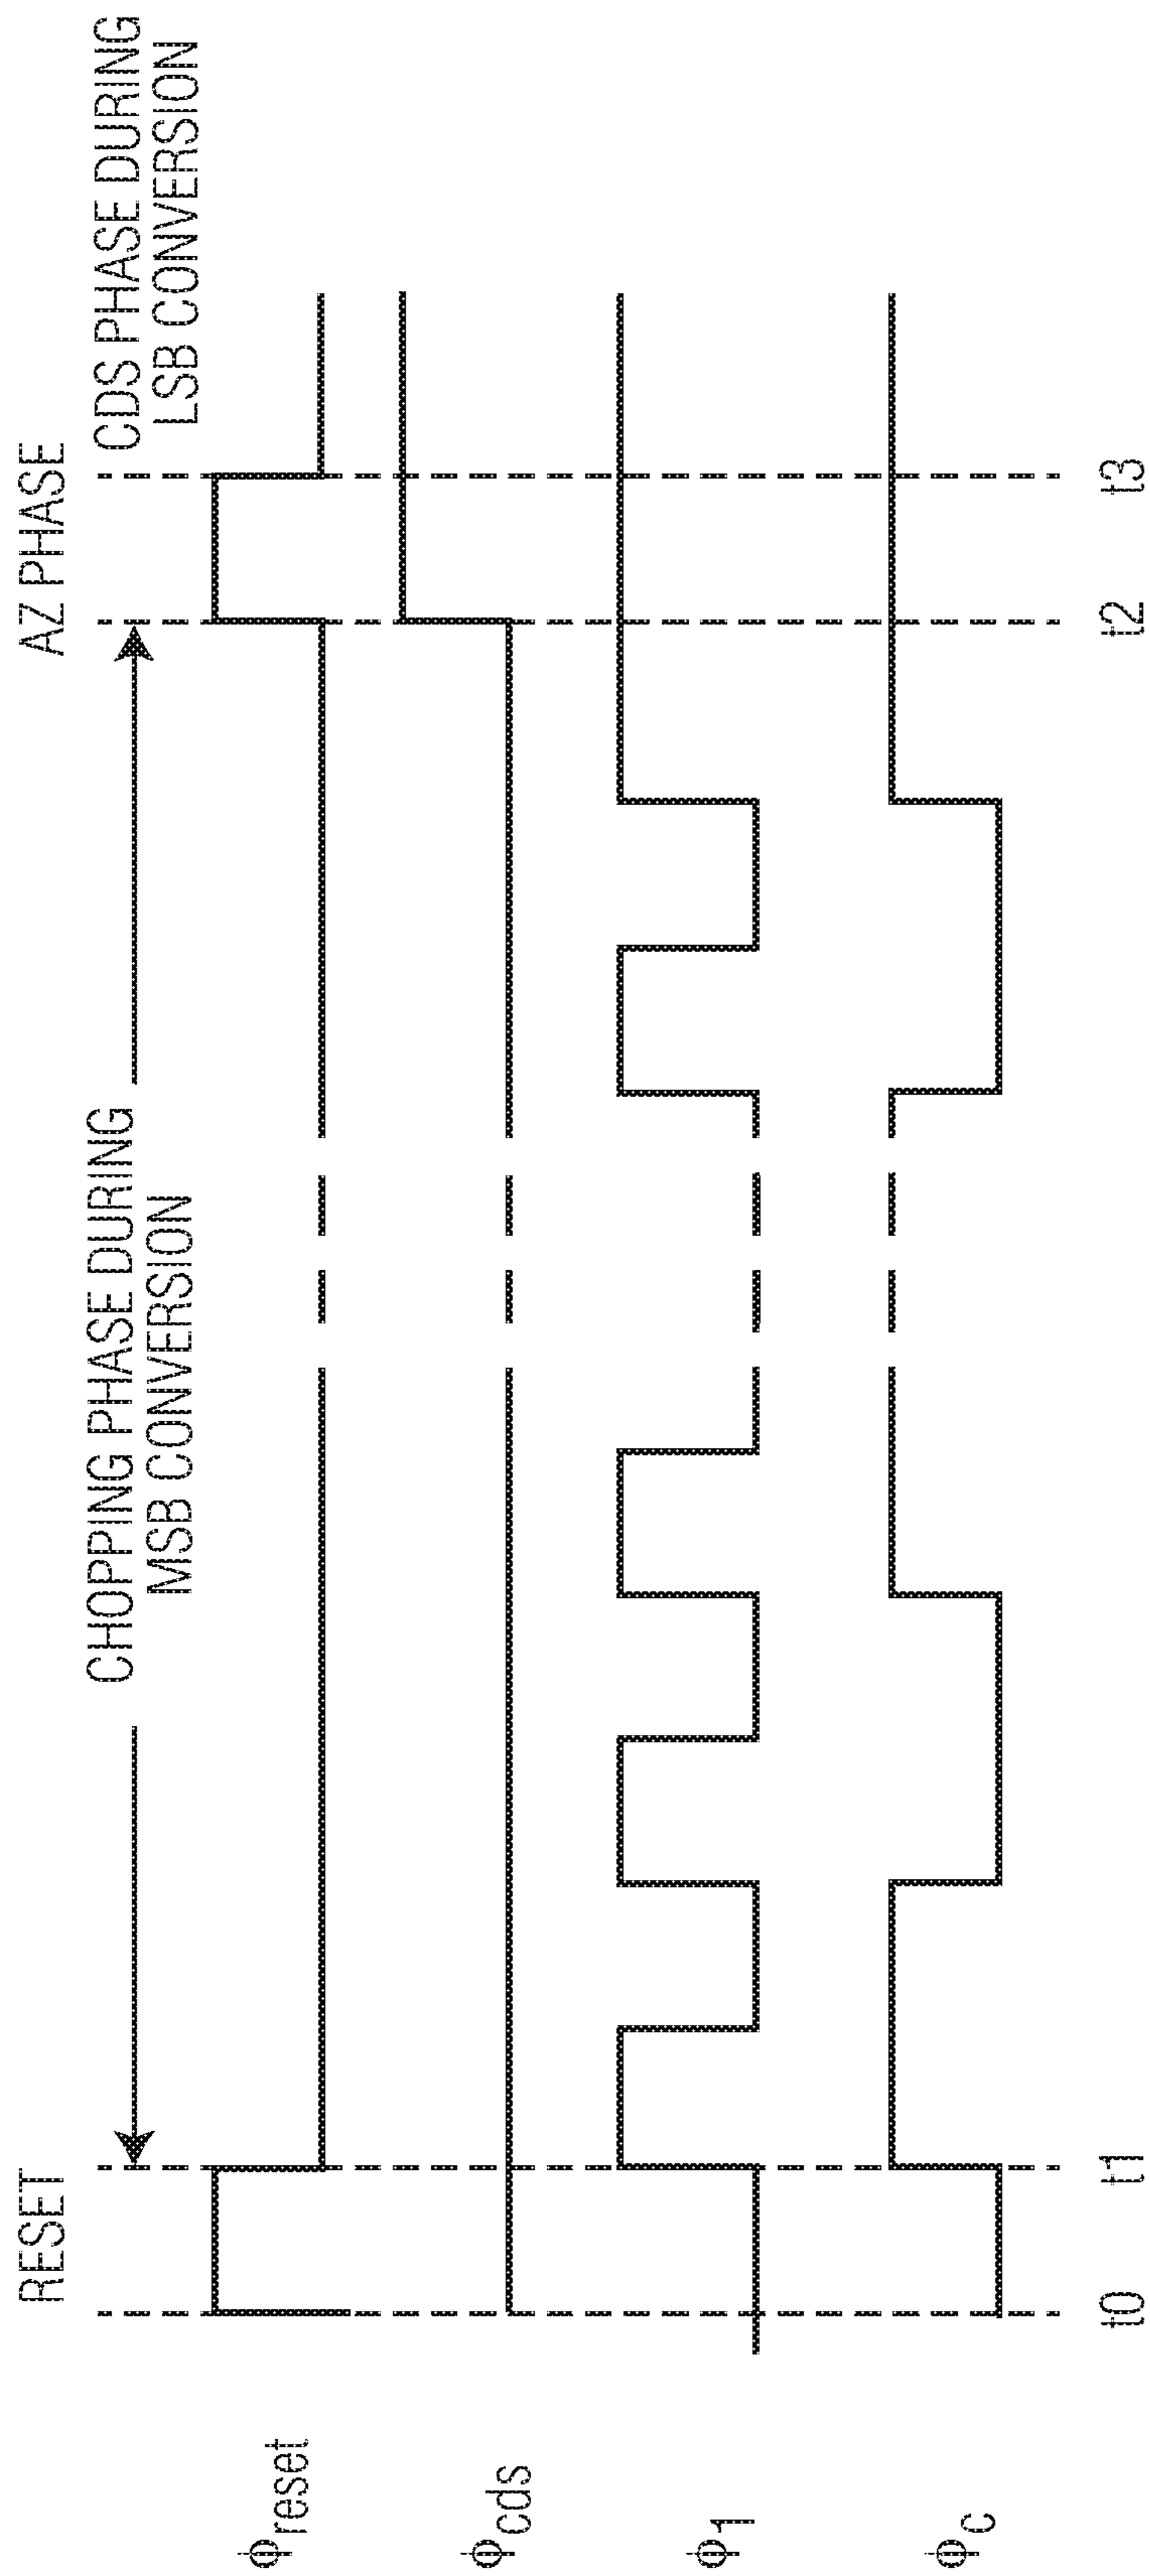 RESET
AZ PHASE
CHOPPING PHASE DURING
MSB CONVERSION
CDS PHASE DURING
LSB CONVERSION
ϕreset
ϕcds
ϕ1
ϕc
t0
t1
t2
t3